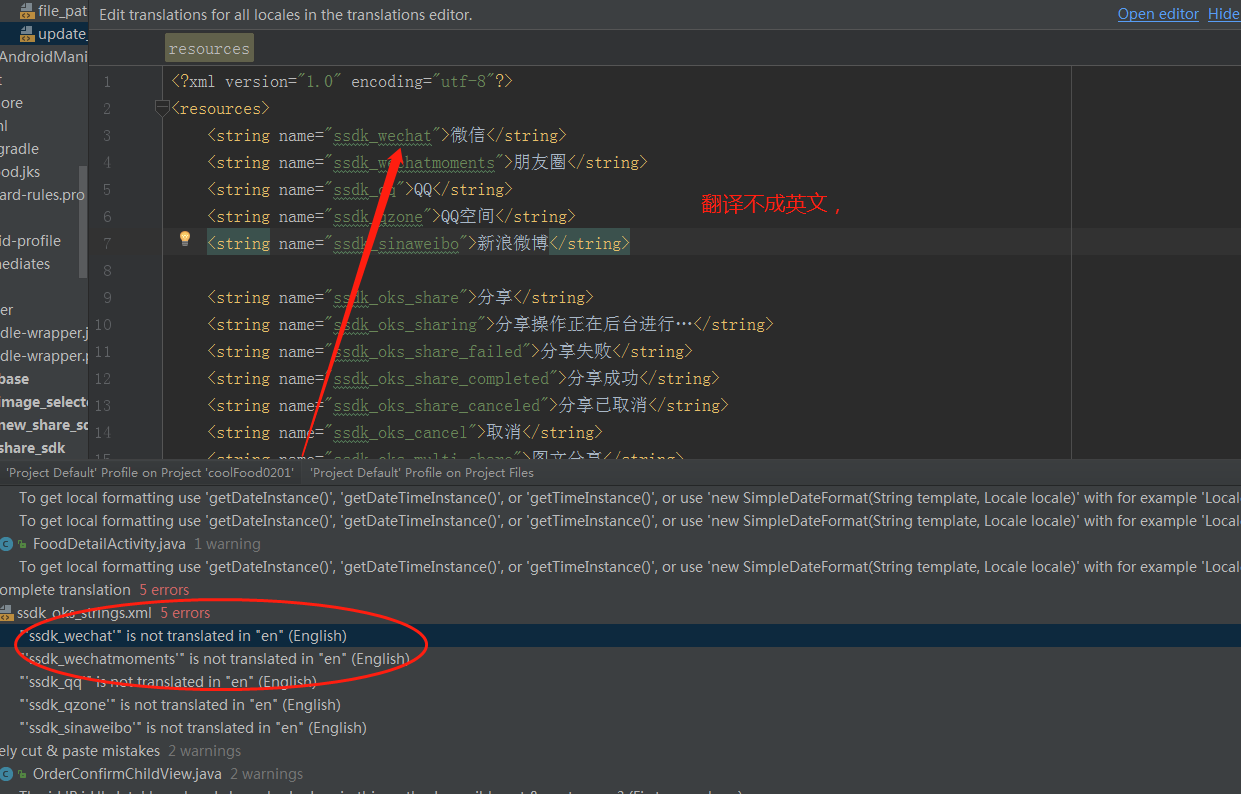 file_pat
Edit translations for all locales in the translations editor.
Open editor Hide
update_
AndroidMani
resources
t
ore
ml
gradle
ood.jks
ard-rules.pro
id-profile
mediates
er
dle-wrapper.j
dle-wrapper.p
base
image_selecto
new_share_sd
share_sdk
1 <?xml version="1.0" encoding="utf-8"?>
2 <resources>
3 <string name="ssdk_wechat">微信</string>
4 <string name="ssdk_wechatmoments">朋友圈</string>
5 <string name="ssdk_qq">QQ</string>
6 <string name="ssdk_qzone">QQ空间</string>
翻译不成英文，
7 <string name="ssdk_sinaweibo">新浪微博</string>
8
9 <string name="ssdk_oks_share">分享</string>
10 <string name="ssdk_oks_sharing">分享操作正在后台进行…</string>
11 <string name="ssdk_oks_share_failed">分享失败</string>
12 <string name="ssdk_oks_share_completed">分享成功</string>
13 <string name="ssdk_oks_share_canceled">分享已取消</string>
14 <string name="ssdk_oks_cancel">取消</string>
15 <string name="ssdk_oks_multi_share">图文分享</string>
'Project Default' Profile on Project 'coolFood0201' 'Project Default' Profile on Project Files
To get local formatting use 'getDateInstance()', 'getDateTimeInstance()', or 'getTimeInstance()', or use 'new SimpleDateFormat(String template, Locale locale)' with for example 'Local
To get local formatting use 'getDateInstance()', 'getDateTimeInstance()', or 'getTimeInstance()', or use 'new SimpleDateFormat(String template, Locale locale)' with for example 'Local
FoodDetailActivity.java 1 warning
To get local formatting use 'getDateInstance()', 'getDateTimeInstance()', or 'getTimeInstance()', or use 'new SimpleDateFormat(String template, Locale locale)' with for example 'Local
omplete translation 5 errors
ssdk_oks_strings.xml 5 errors
"'ssdk_wechat'" is not translated in "en" (English)
"'ssdk_wechatmoments'" is not translated in "en" (English)
"'ssdk_qq'" is not translated in "en" (English)
"'ssdk_qzone'" is not translated in "en" (English)
"'ssdk_sinaweibo'" is not translated in "en" (English)
ely cut & paste mistakes 2 warnings
OrderConfirmChildView.java 2 warnings